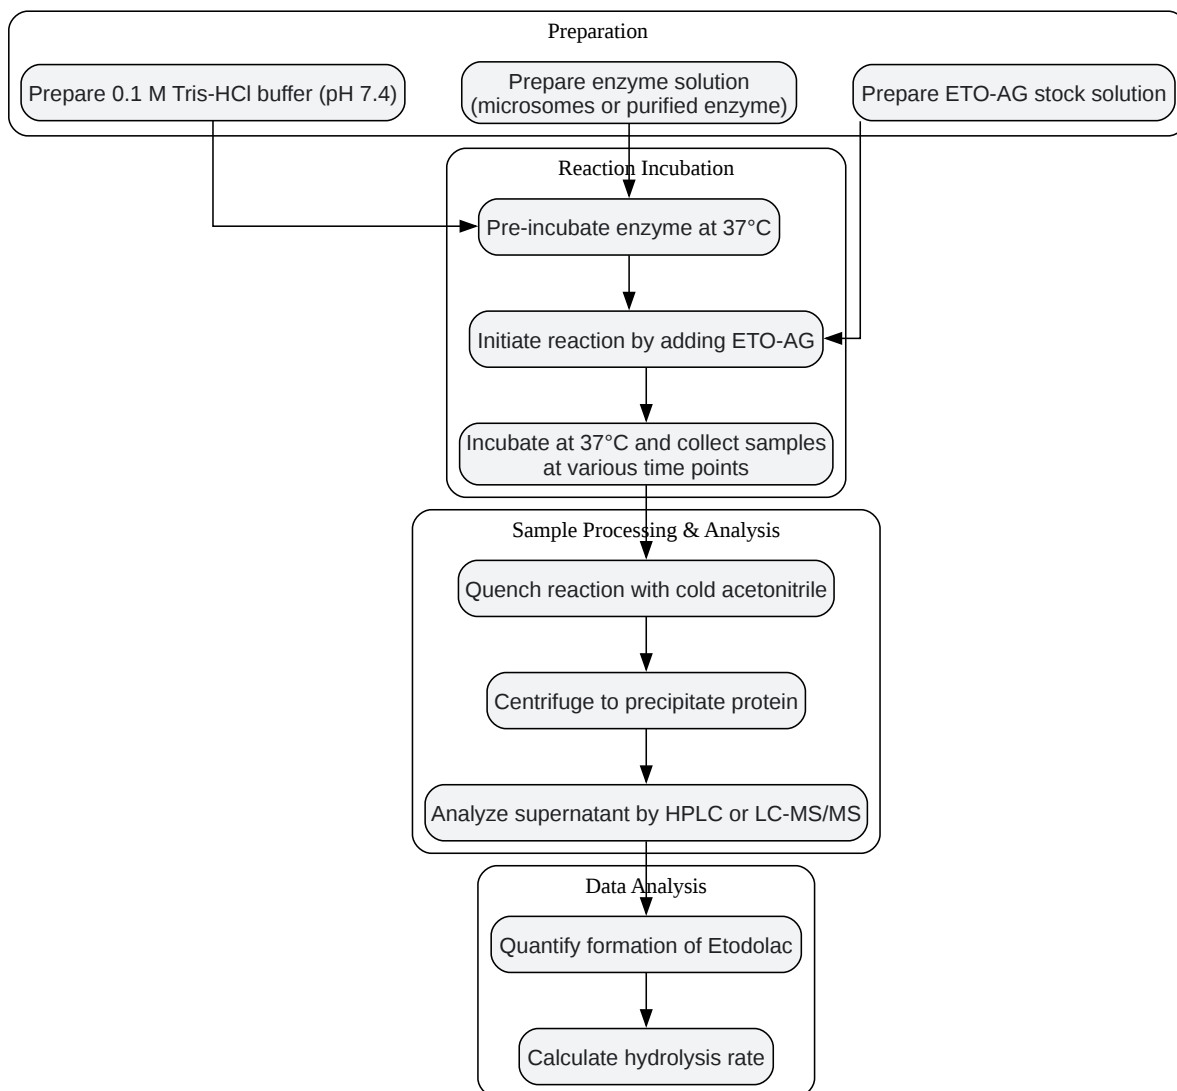 Preparation
Prepare 0.1 M Tris-HCl buffer (pH 7.4)
Prepare enzyme solution
(microsomes or purified enzyme)
Prepare ETO-AG stock solution
Reaction Incubation
Pre-incubate enzyme at 37°C
Initiate reaction by adding ETO-AG
Incubate at 37°C and collect samples
at various time points
Sample Processing & Analysis
Quench reaction with cold acetonitrile
Centrifuge to precipitate protein
Analyze supernatant by HPLC or LC-MS/MS
Data Analysis
Quantify formation of Etodolac
Calculate hydrolysis rate